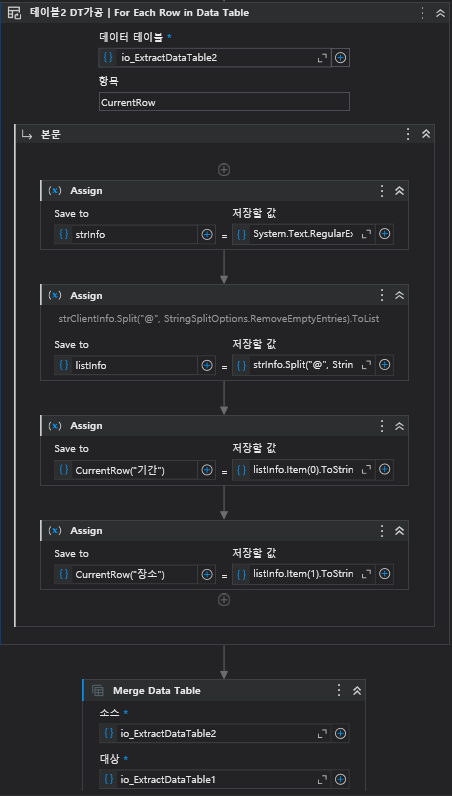 테이블2 DT가공 | For Each Row in Data Table
데이터 테이블 *
io_ExtractDataTable2
항목
CurrentRow
본문
Assign
Save to 저장할 값
strInfo = System.Text.RegularEx
Assign
strClientInfo.Split("@", StringSplitOptions.RemoveEmptyEntries).ToList
Save to 저장할 값
listInfo = strInfo.Split("@", Strin
Assign
Save to 저장할 값
CurrentRow("기간") = listInfo.Item(0).ToStrin
Assign
Save to 저장할 값
CurrentRow("장소") = listInfo.Item(1).ToStrin
Merge Data Table
소스 *
io_ExtractDataTable2
대상 *
io_ExtractDataTable1